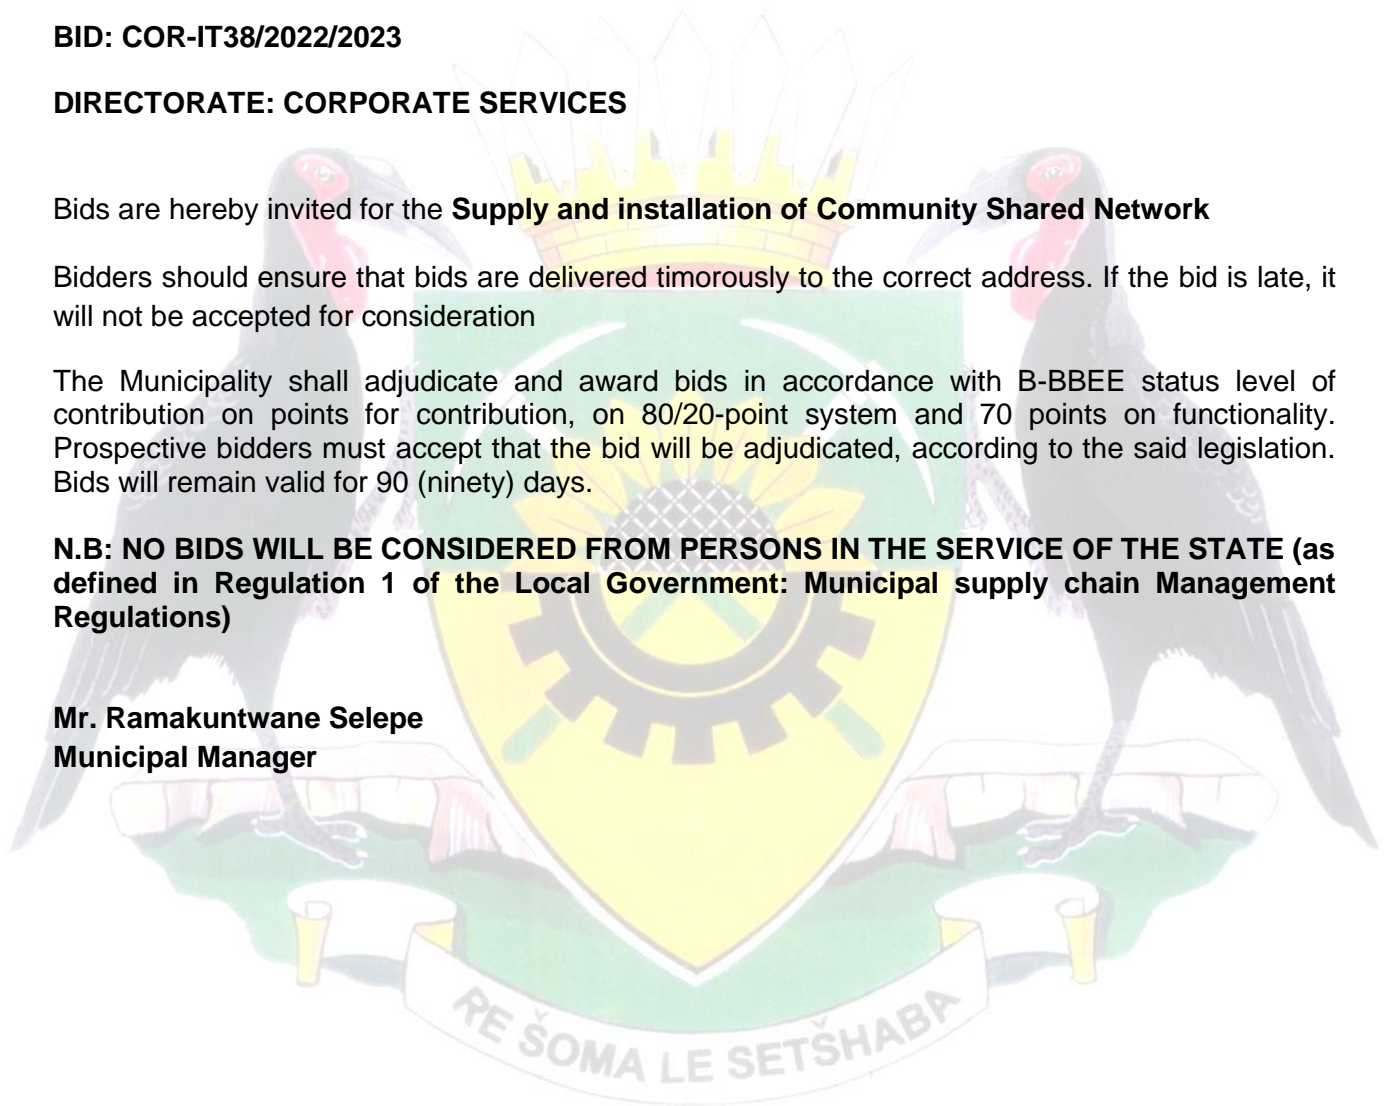 BID: COR-IT38/2022/2023
DIRECTORATE: CORPORATE SERVICES
Bids are hereby invited for the Supply and installation of Community Shared Network
Bidders should ensure that bids are delivered timorously to the correct address. If the bid is late, it
will not be accepted for consideration
The Municipality shall adjudicate and award bids in accordance with B-BBEE status level of
contribution on points for contribution, on 80/20-point system and 70 points on functionality.
Prospective bidders must accept that the bid will be adjudicated, according to the said legislation.
Bids will remain valid for 90 (ninety) days.
N.B: NO BIDS WILL BE CONSIDERED FROM PERSONS IN THE SERVICE OF THE STATE (as
defined in Regulation 1 of the Local Government: Municipal supply chain Management
Regulations)
Mr. Ramakuntwane Selepe
Municipal Manager
RE ŠOMA LE SETŠHABA